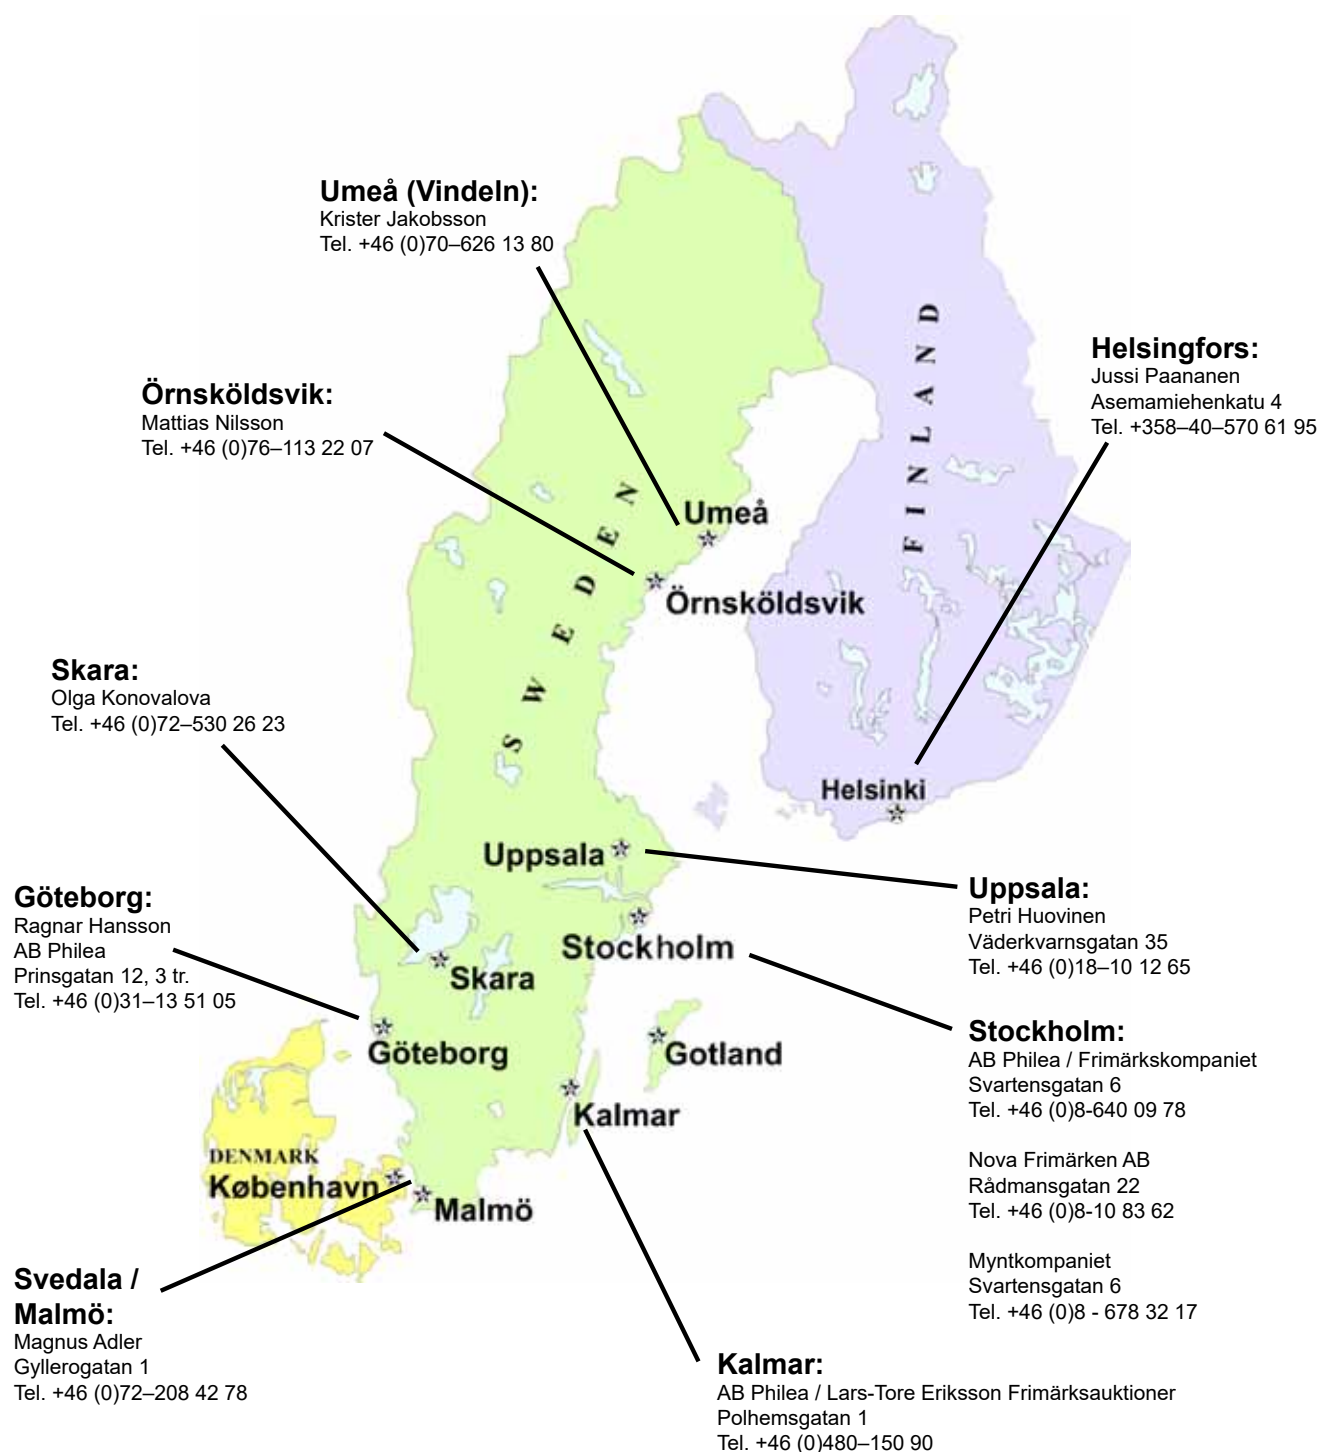 Umeå (Vindeln):
Krister Jakobsson
Tel. +46 (0)70–626 13 80
Örnsköldsvik:
Mattias Nilsson
Tel. +46 (0)76–113 22 07
Helsingfors:
Jussi Paananen
Asemamiehenkatu 4
Tel. +358–40–570 61 95
FINLAND
SWEDEN
Umeå
Örnsköldsvik
Skara:
Olga Konovalova
Tel. +46 (0)72–530 26 23
Helsinki
Uppsala
Göteborg:
Ragnar Hansson
AB Philea
Prinsgatan 12, 3 tr.
Tel. +46 (0)31–13 51 05
Uppsala:
Petri Huovinen
Väderkvarnsgatan 35
Tel. +46 (0)18–10 12 65
Stockholm
Skara
Göteborg
Gotland
Kalmar
Stockholm:
AB Philea / Frimärkskompaniet
Svartensgatan 6
Tel. +46 (0)8-640 09 78
Nova Frimärken AB
Rådmansgatan 22
Tel. +46 (0)8-10 83 62
Myntkompaniet
Svartensgatan 6
Tel. +46 (0)8 - 678 32 17
DENMARK
København
Malmö
Svedala /
Malmö:
Magnus Adler
Gyllerogatan 1
Tel. +46 (0)72–208 42 78
Kalmar:
AB Philea / Lars-Tore Eriksson Frimärksauktioner
Polhemsgatan 1
Tel. +46 (0)480–150 90